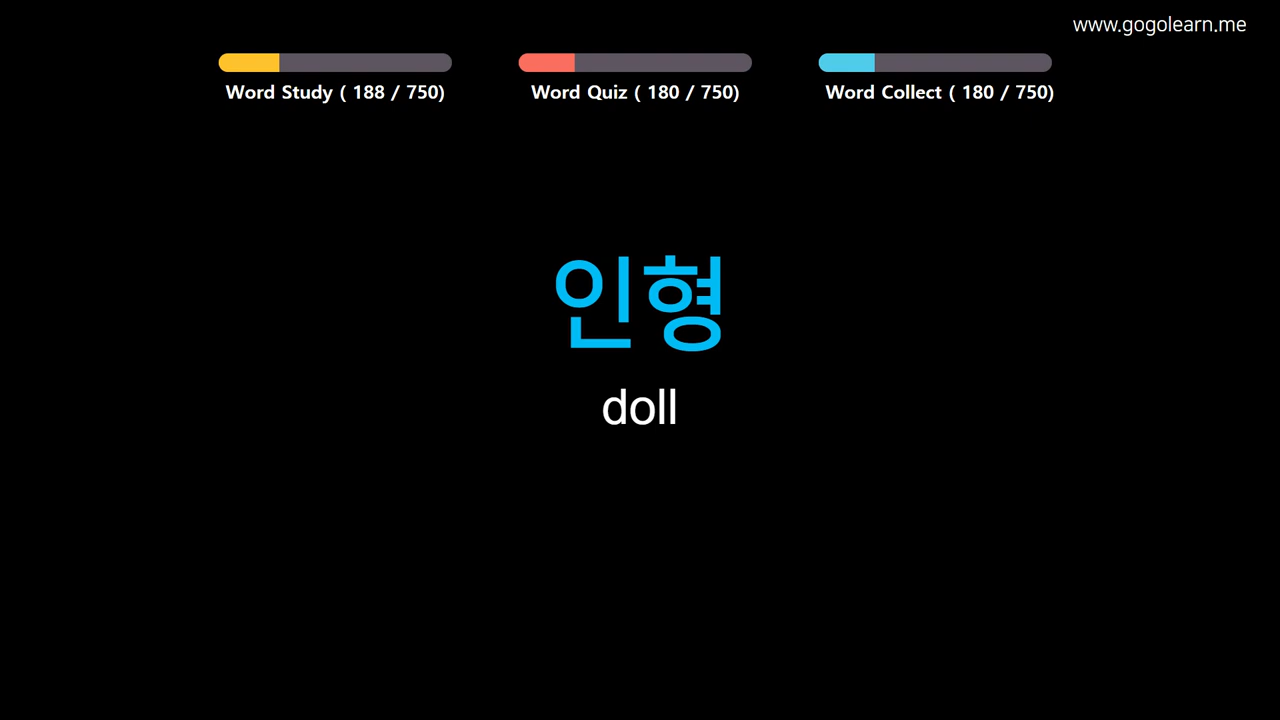 www.gogolearn.me
Word Study ( 188 / 750)
Word Quiz ( 180 / 750)
Word Collect ( 180 / 750)
인형
doll